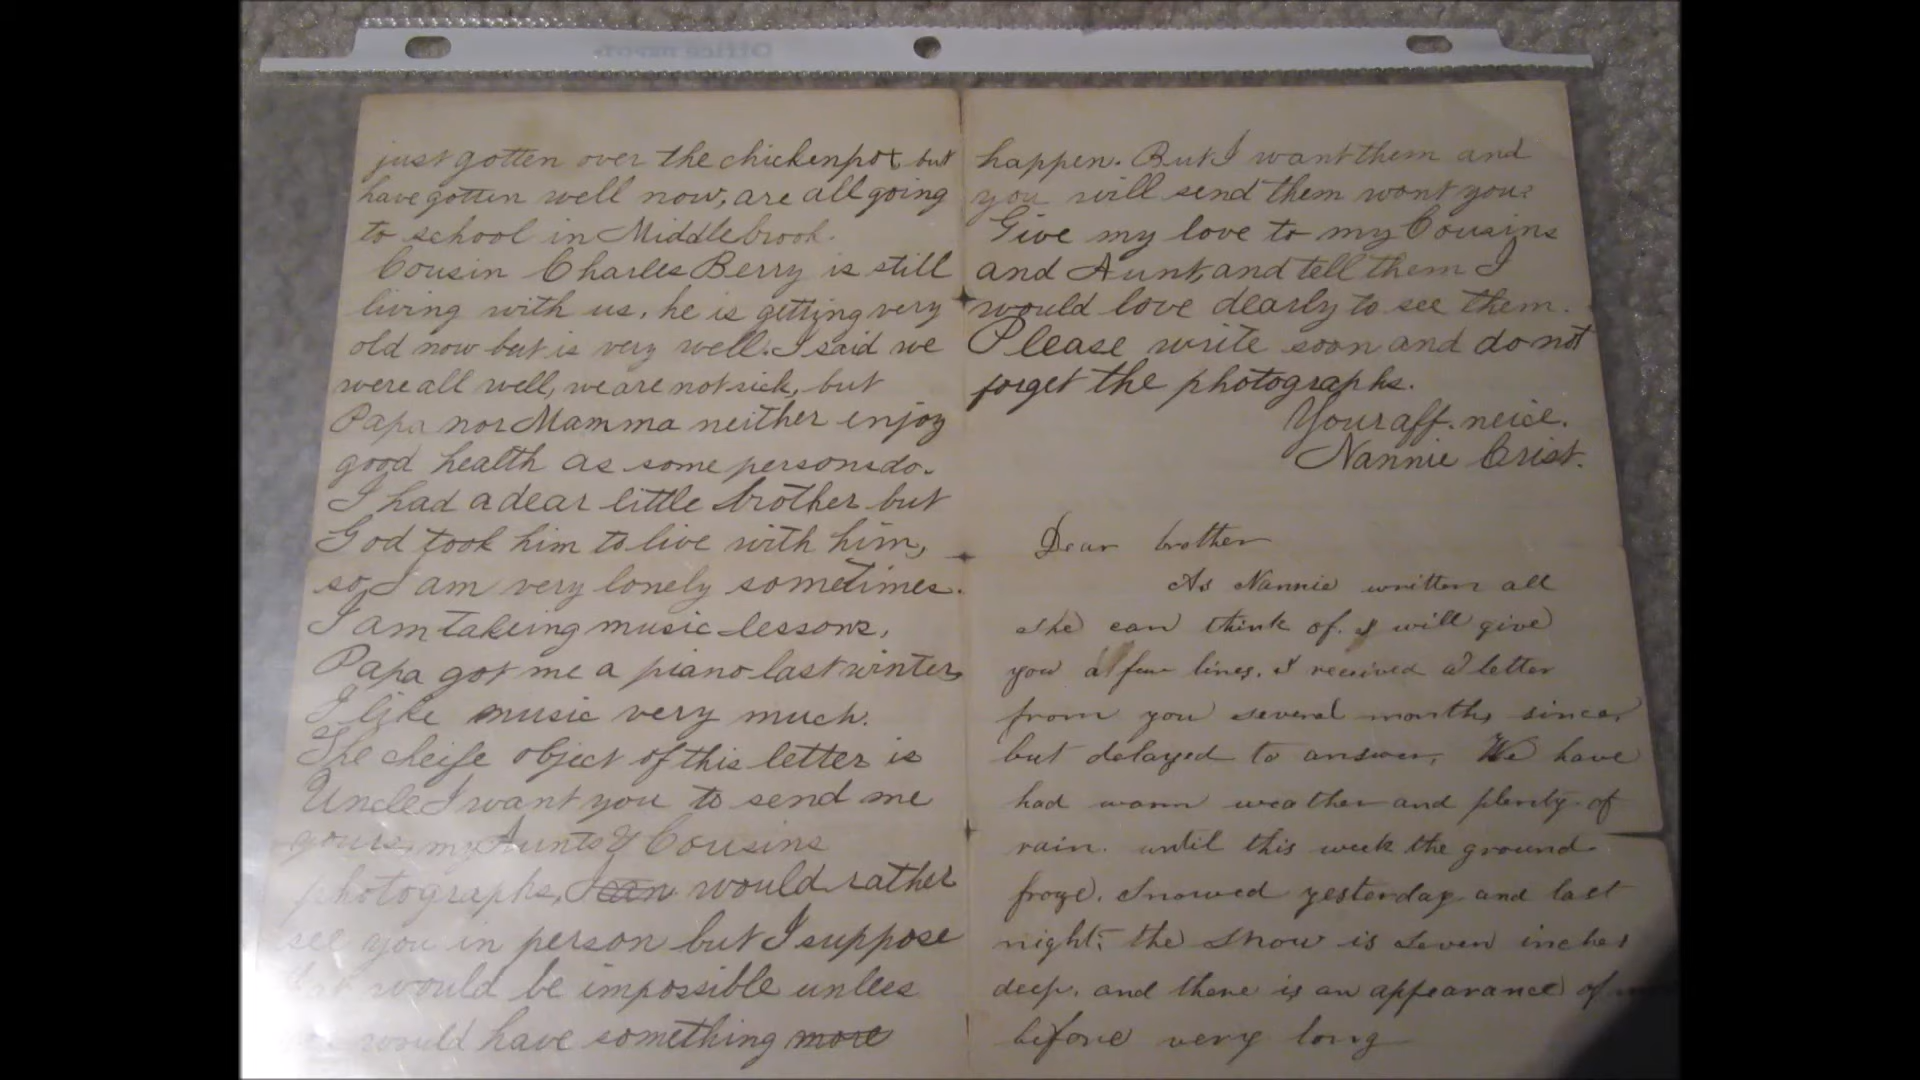 just gotten over the chickenpox, but
have gotten well now, are all going
to school in Middlebrook.
Cousin Charles Berry is still
living with us. he is getting very
old now but is very well. I said we
were all well, we are not sick, but
Papa nor Mamma neither enjoy
good health as some persons do.
I had a dear little brother but
God took him to live with him,
so I am very lonely sometimes.
I am takeing music lessons,
Papa got me a piano last winter,
I like music very much.
The cheife object of this letter is
Uncle I want you to send me
yours, my Aunts & Cousins
photographs, I can would rather
see you in person but I suppose
would be impossible unless
would have something more
happen. But I want them and
you will send them wont you?
Give my love to my Cousins
and Aunt, and tell them I
would love dearly to see them.
Please write soon and do not
forget the photographs.
Your aff. neice.
Nannie Crist.
Dear brother
As Nannie written all
she can think of. I will give
you a few lines. I received a letter
from you several months since,
but delayed to answer. We have
had warm weather and plenty of
rain. until this week the ground
froze. Snowed yesterday and last
night; the snow is seven inches
deep. and there is an appearance of
before very long